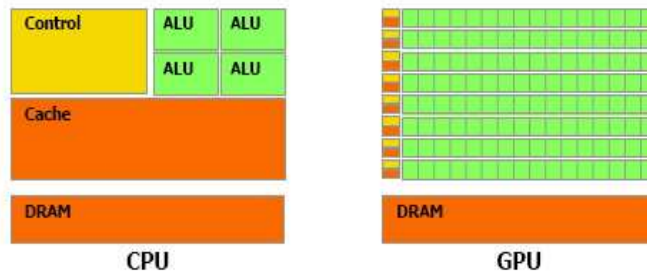 Control
ALU ALU
ALU ALU
Cache
DRAM
DRAM
CPU
GPU